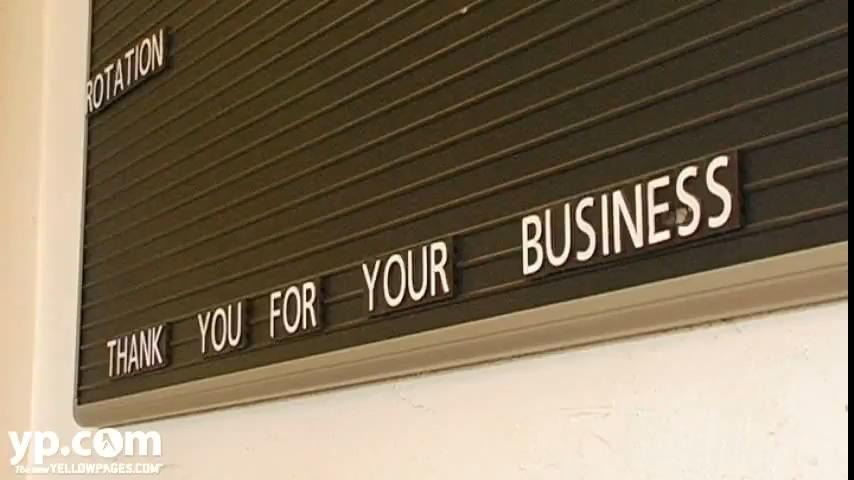 ROTATION
THANK YOU FOR YOUR BUSINESS
yp.com
The new YELLOWPAGES.COM